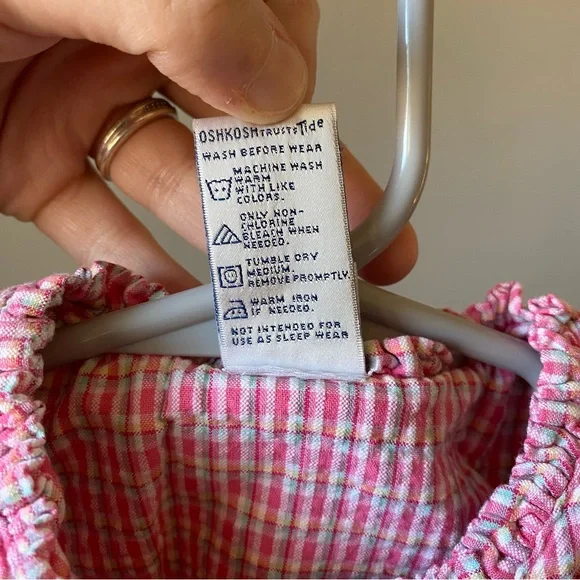 OSHKOSH TRUSTS Tide
WASH BEFORE WEAR
MACHINE WASH
WARM
WITH LIKE
COLORS.
ONLY NON-
CHLORINE
BLEACH WHEN
NEEDED.
TUMBLE DRY
MEDIUM.
REMOVE PROMPTLY.
WARM IRON
IF NEEDED.
NOT INTENDED FOR
USE AS SLEEP WEAR